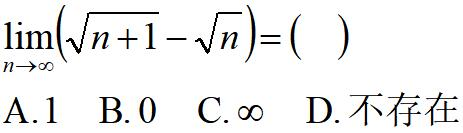 lim n→∞ (√(n+1) − √n) = (   )
A. 1   B. 0   C. ∞   D. 不存在